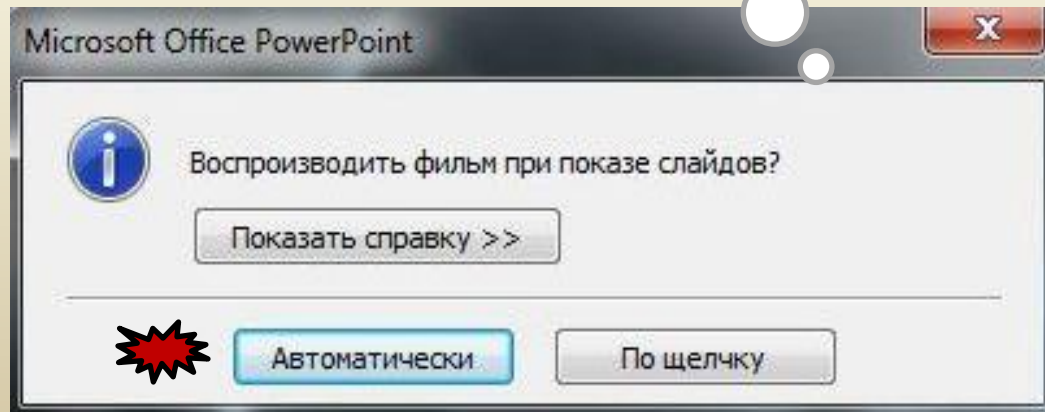 Microsoft Office PowerPoint
Воспроизводить фильм при показе слайдов?
Показать справку >>
Автоматически
По щелчку